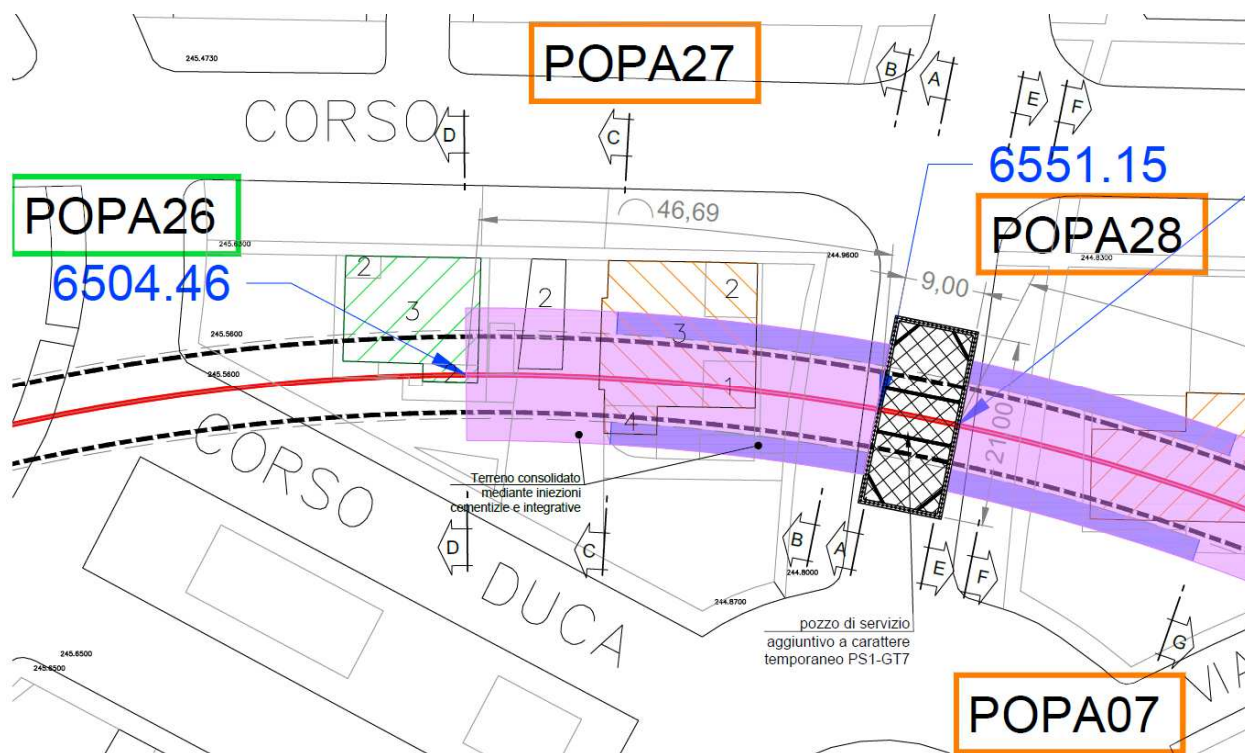 245.4730
POPA27
B
A
E
F
CORSO
D
C
6551.15
POPA26
46,69
POPA28
245.6300
244.9600
244.8300
6504.46
2
3
2
2
9,00
3
245.5600
245.5600
1
4
21,00
CORSO
Terreno consolidato
mediante iniezioni
cementizie e integrative
D
C
B
A
E
F
244.8000
DUCA
244.8700
pozzo di servizio
aggiuntivo a carattere
temporaneo PS1-GT7
G
245.6500
245.6500
POPA07
VIA